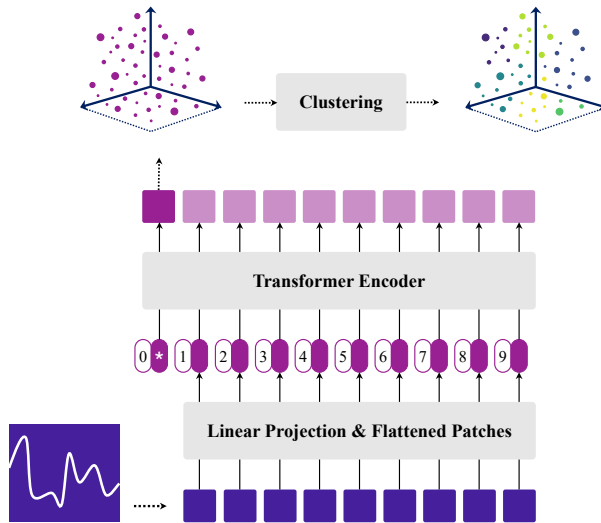 Clustering
Transformer Encoder
0 * 1 2 3 4 5 6 7 8 9
Linear Projection & Flattened Patches